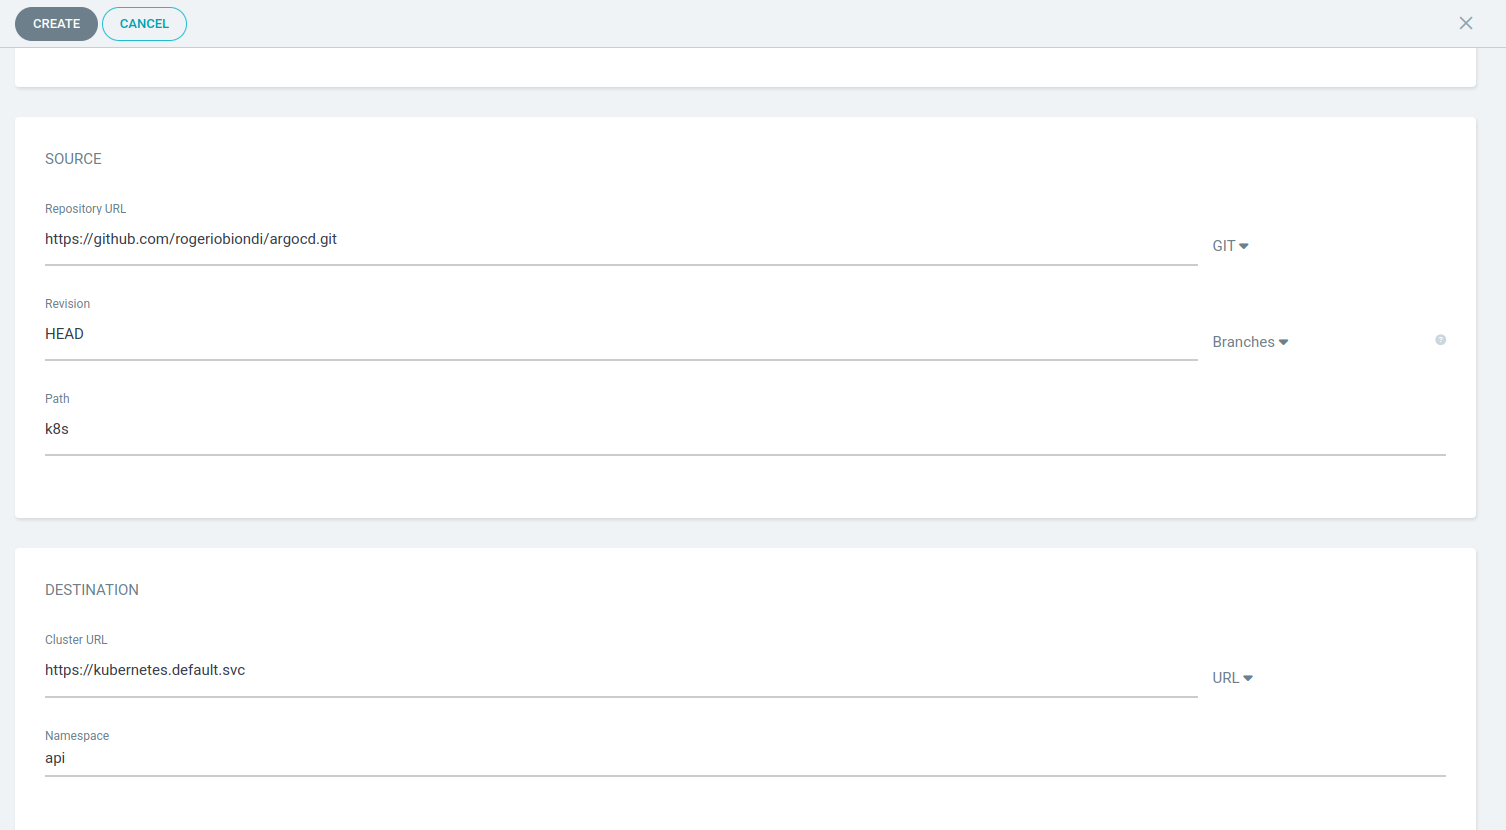 CREATE CANCEL
SOURCE
Repository URL
https://github.com/rogeriobiondi/argocd.git
GIT
Revision
HEAD
Branches
?
Path
k8s
DESTINATION
Cluster URL
https://kubernetes.default.svc
URL
Namespace
api